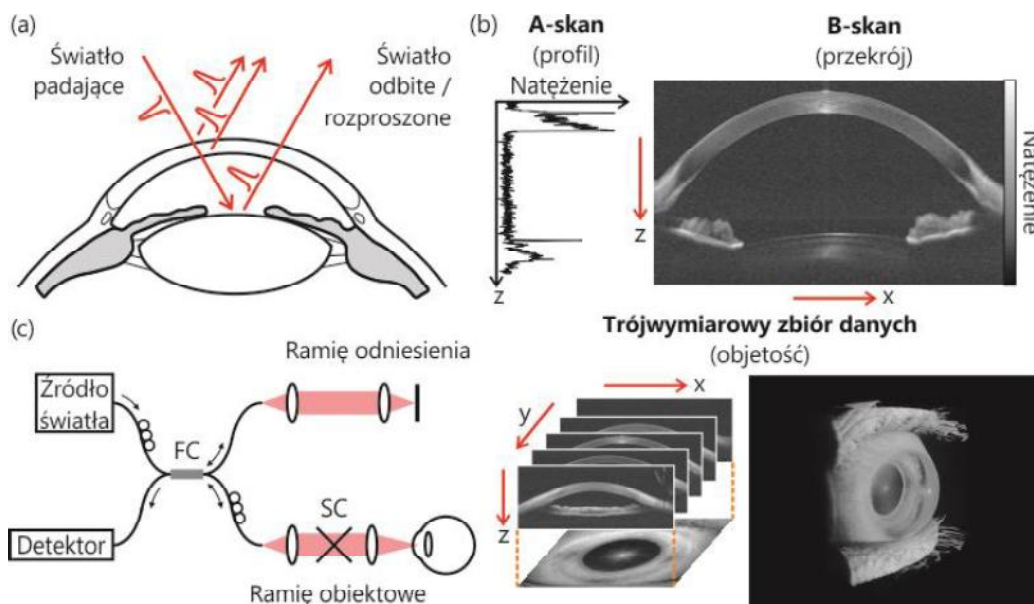 (a)
Światło
padające
Światło
odbite /
rozproszone
(b)
A-skan
(profil)
Natężenie
z
B-skan
(przekrój)
z
x
Natężenie
Trójwymiarowy zbiór danych
(objetość)
x
y
z
(c)
Ramię odniesienia
Źródło
światła
FC
SC
Detektor
Ramię obiektowe